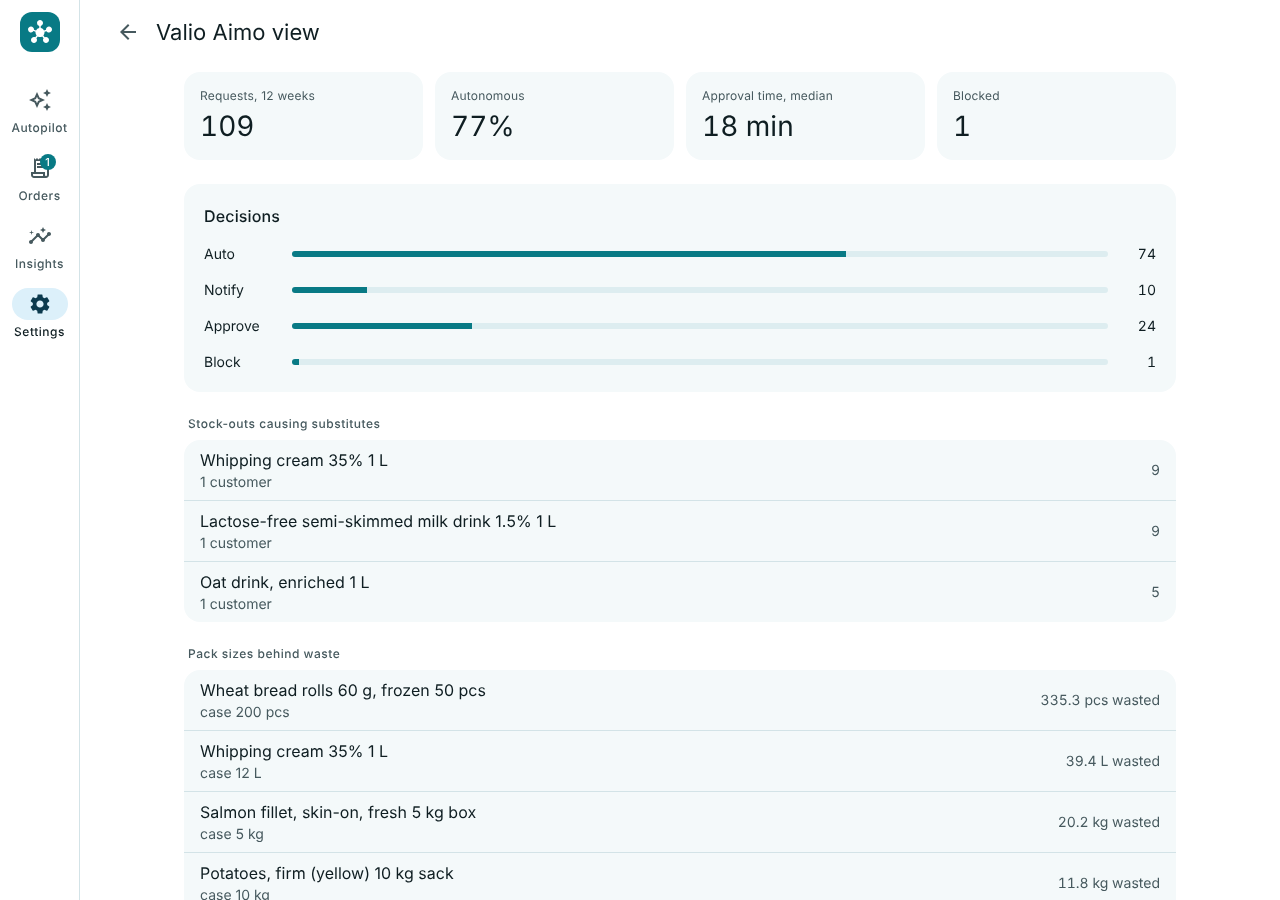 Valio Aimo view
Autopilot
1
Orders
Insights
Settings
Requests, 12 weeks
109
Autonomous
77%
Approval time, median
18 min
Blocked
1
Decisions
Auto 74
Notify 10
Approve 24
Block 1
Stock-outs causing substitutes
Whipping cream 35% 1 L
1 customer
9
Lactose-free semi-skimmed milk drink 1.5% 1 L
1 customer
9
Oat drink, enriched 1 L
1 customer
5
Pack sizes behind waste
Wheat bread rolls 60 g, frozen 50 pcs
case 200 pcs
335.3 pcs wasted
Whipping cream 35% 1 L
case 12 L
39.4 L wasted
Salmon fillet, skin-on, fresh 5 kg box
case 5 kg
20.2 kg wasted
Potatoes, firm (yellow) 10 kg sack
case 10 kg
11.8 kg wasted